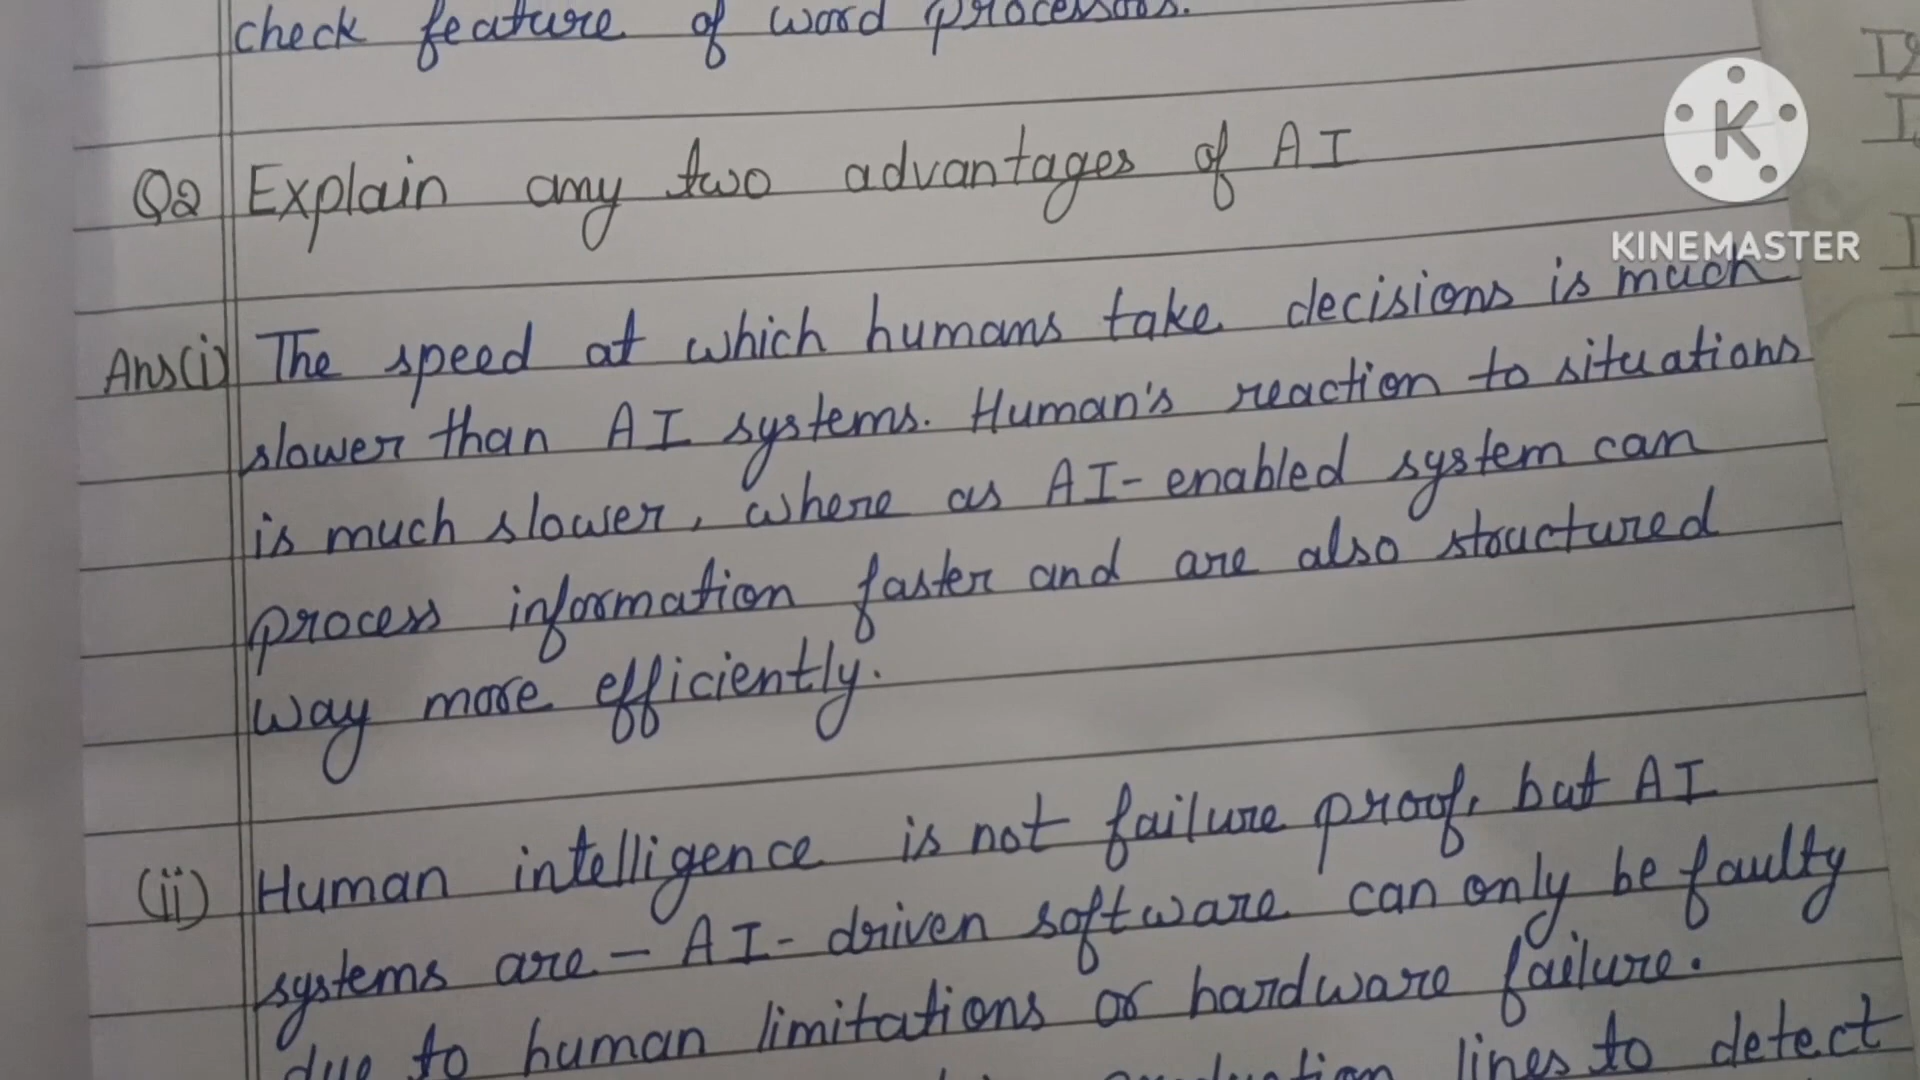 check feature of word processors.
Q2 Explain any two advantages of AI
KINEMASTER
Ans(i) The speed at which humans take decisions is much
slower than AI systems. Human's reaction to situations
is much slower, where as AI-enabled system can
process information faster and are also structured
way more efficiently.
(ii) Human intelligence is not failure proof, but AI
systems are - AI-driven software can only be faulty
due to human limitations or hardware failure.
lines to detect